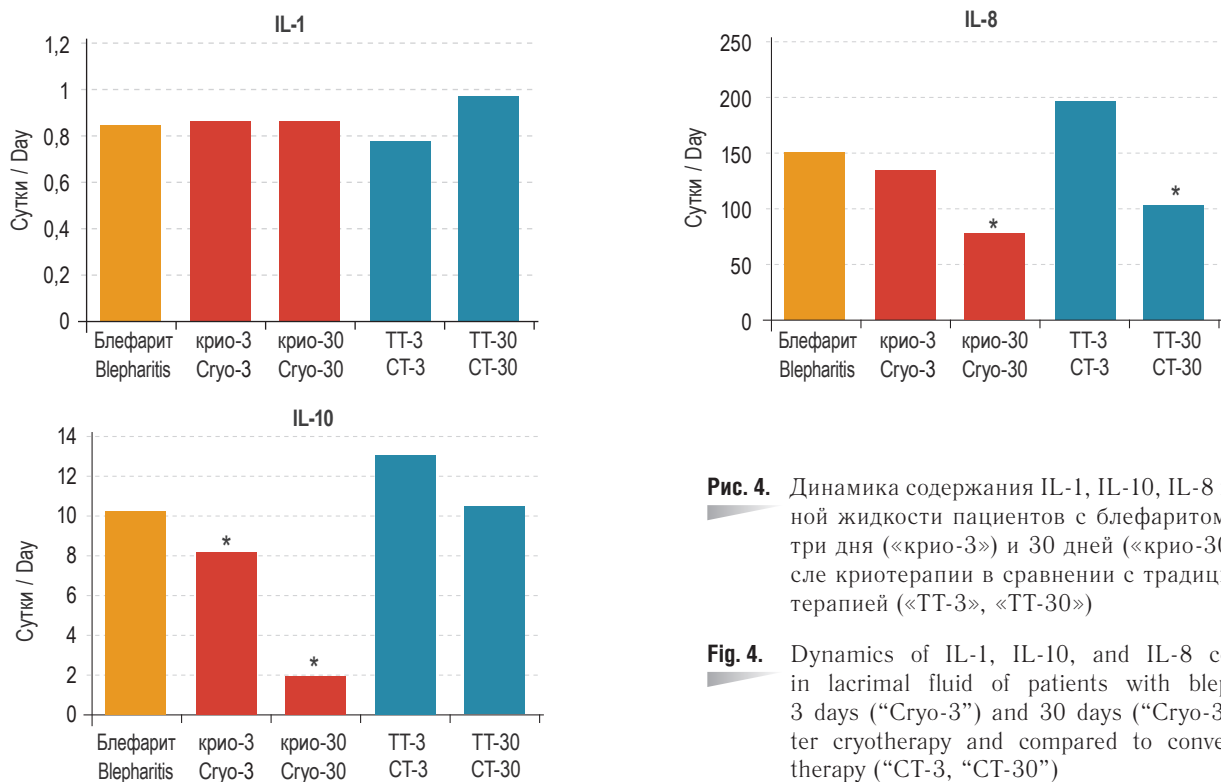 IL-1
1,2
1
0,8
0,6
0,4
0,2
0
Сутки / Day
Блефарит крио-3 крио-30 ТТ-3 ТТ-30
Blepharitis Cryo-3 Cryo-30 CT-3 CT-30
*
*
IL-8
250
200
150
100
50
0
Сутки / Day
Блефарит крио-3 крио-30 ТТ-3 ТТ-30
Blepharitis Cryo-3 Cryo-30 CT-3 CT-30
IL-10
14
12
10
8
6
4
2
0
Сутки / Day
*
*
Блефарит крио-3 крио-30 ТТ-3 ТТ-30
Blepharitis Cryo-3 Cryo-30 CT-3 CT-30
Рис. 4. Динамика содержания IL-1, IL-10, IL-8
ной жидкости пациентов с блефаритом
три дня («крио-3») и 30 дней («крио-30
сле криотерапии в сравнении с традиц
терапией («ТТ-3», «ТТ-30»)
Fig. 4. Dynamics of IL-1, IL-10, and IL-8 c
in lacrimal fluid of patients with blep
3 days (“Cryo-3”) and 30 days (“Cryo-3
ter cryotherapy and compared to conve
therapy (“CT-3, “CT-30”)